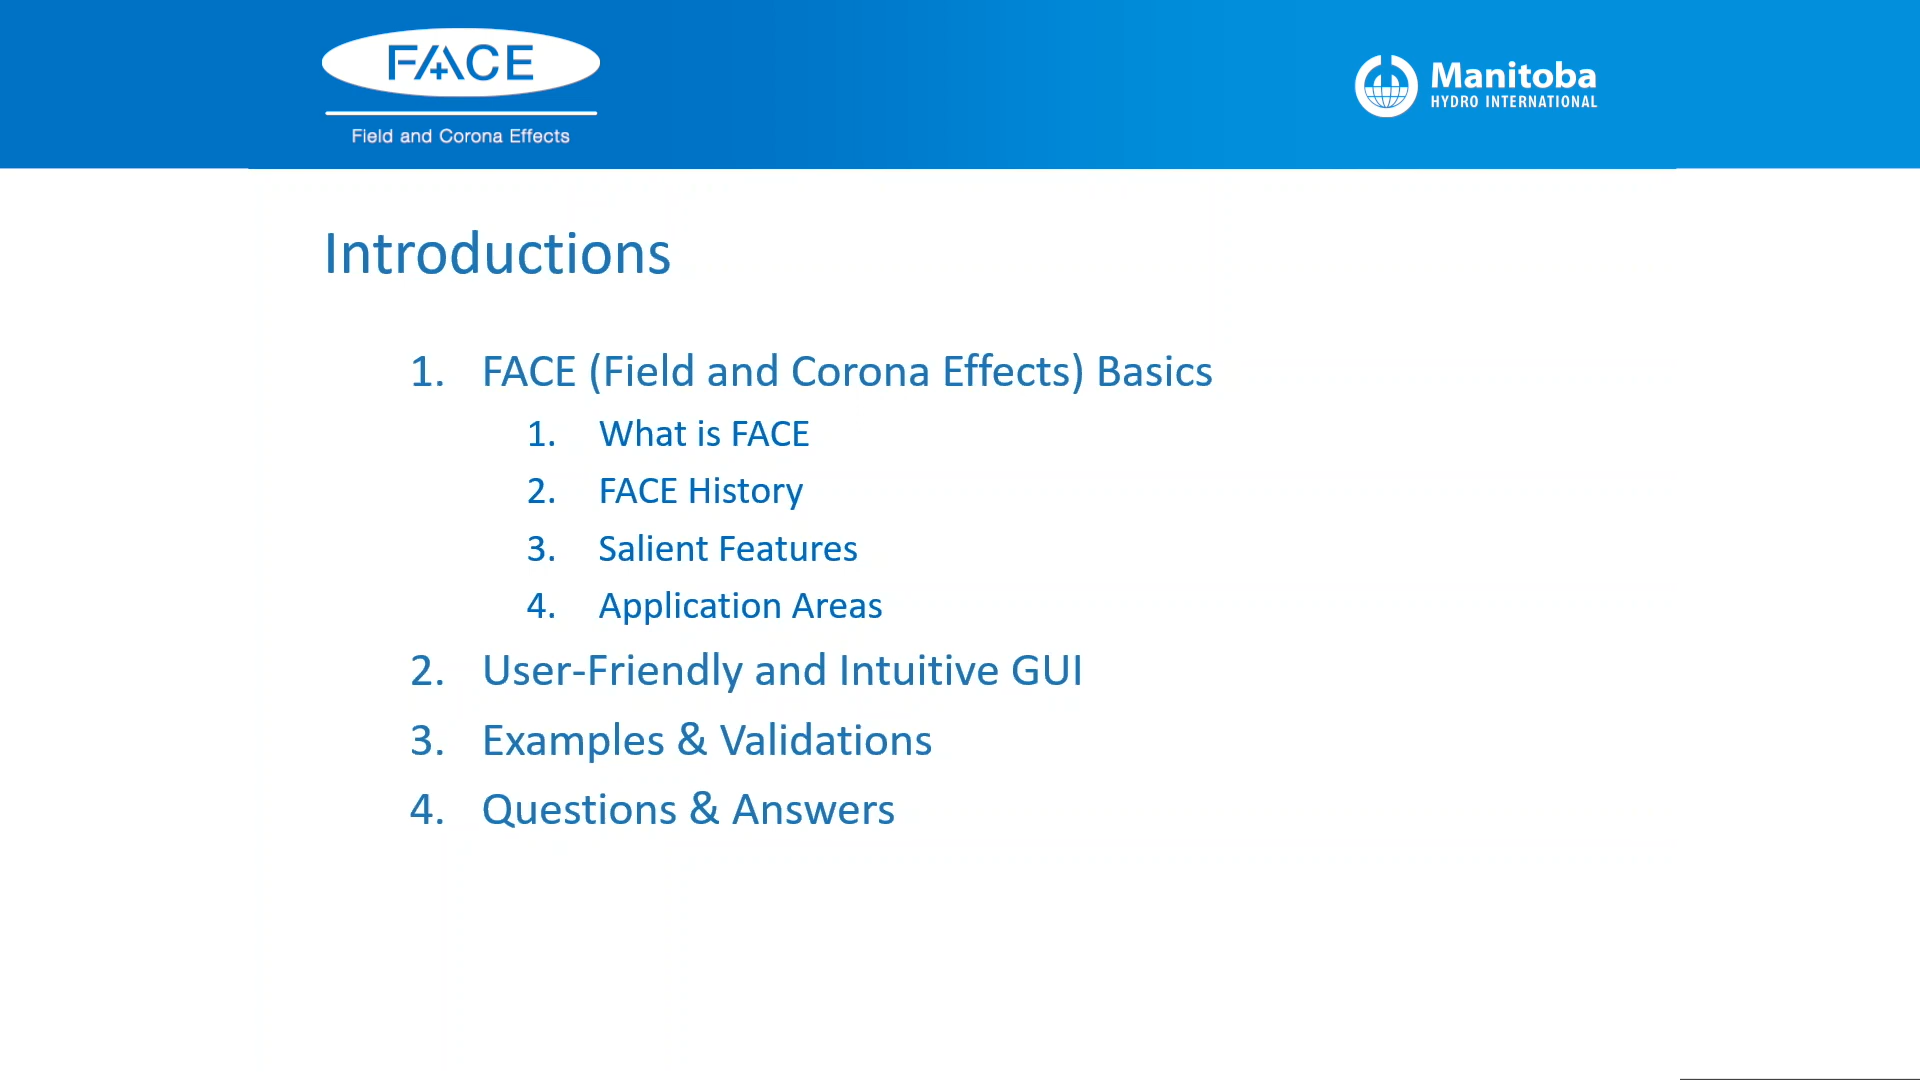 FACE
Field and Corona Effects
Manitoba
HYDRO INTERNATIONAL
Introductions
1. FACE (Field and Corona Effects) Basics
1. What is FACE
2. FACE History
3. Salient Features
4. Application Areas
2. User-Friendly and Intuitive GUI
3. Examples & Validations
4. Questions & Answers